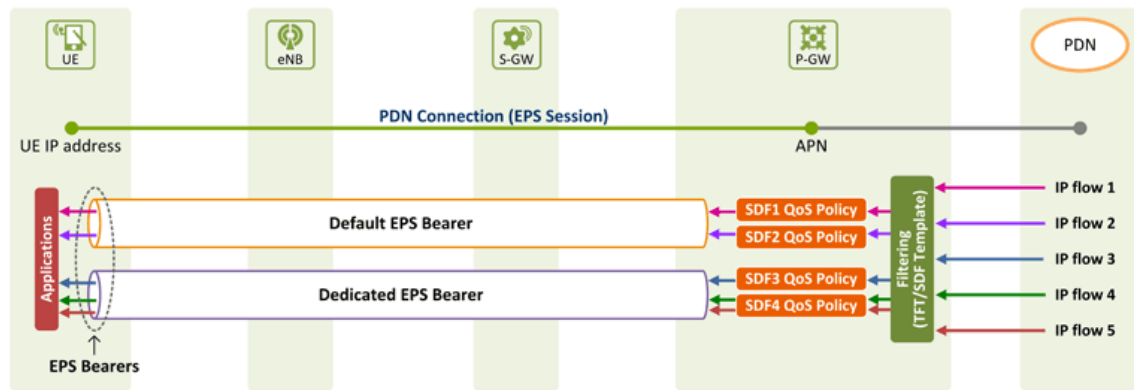 UE
eNB
S-GW
P-GW
PDN
PDN Connection (EPS Session)
UE IP address
APN
Applications
Default EPS Bearer
Dedicated EPS Bearer
EPS Bearers
SDF1 QoS Policy
SDF2 QoS Policy
SDF3 QoS Policy
SDF4 QoS Policy
Filtering
(TFT/SDF Template)
IP flow 1
IP flow 2
IP flow 3
IP flow 4
IP flow 5